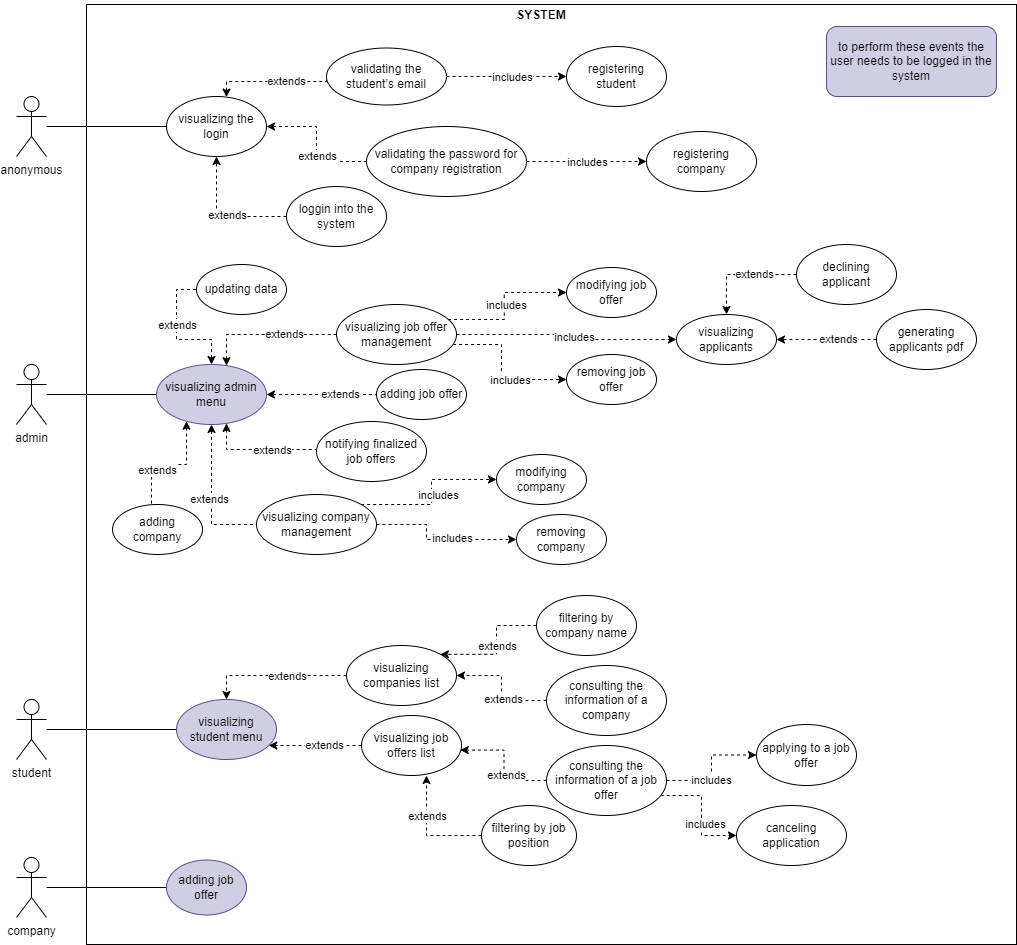 SYSTEM
to perform these events the
user needs to be logged in the
system
validating the
student's email
extends
includes
registering
student
visualizing the
login
anonymous
extends
validating the password for
company registration
includes
registering
company
extends
loggin into the
system
updating data
extends
extends
visualizing job offer
management
includes
modifying job
offer
includes
visualizing
applicants
extends
declining
applicant
extends
generating
applicants pdf
includes
removing job
offer
admin
visualizing admin
menu
extends
adding job offer
extends
notifying finalized
job offers
extends
adding
company
extends
visualizing company
management
includes
modifying
company
includes
removing
company
filtering by
company name
extends
visualizing
companies list
extends
extends
consulting the
information of a
company
student
visualizing
student menu
extends
visualizing job
offers list
extends
consulting the
information of a job
offer
includes
applying to a job
offer
includes
canceling
application
extends
filtering by job
position
company
adding job
offer